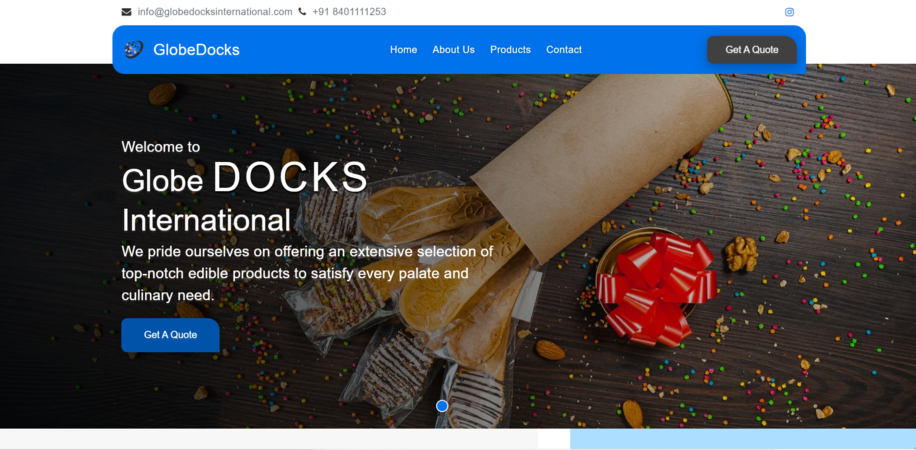 info@globedocksinternational.com +91 8401111253
GlobeDocks Home About Us Products Contact Get A Quote
Welcome to
Globe DOCKS
International
We pride ourselves on offering an extensive selection of
top-notch edible products to satisfy every palate and
culinary need.
Get A Quote